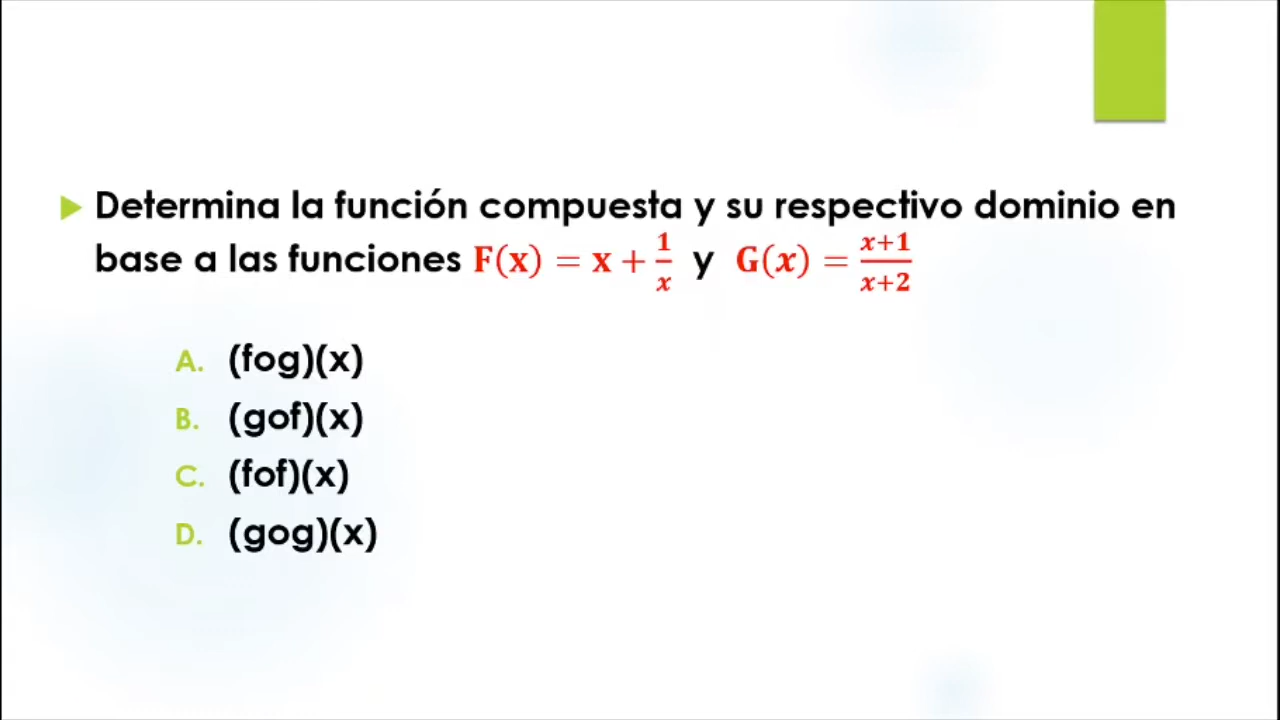 Determina la función compuesta y su respectivo dominio en
base a las funciones F(x) = x + 1/x y G(x) = x+1/x+2
A. (fog)(x)
B. (gof)(x)
C. (fof)(x)
D. (gog)(x)